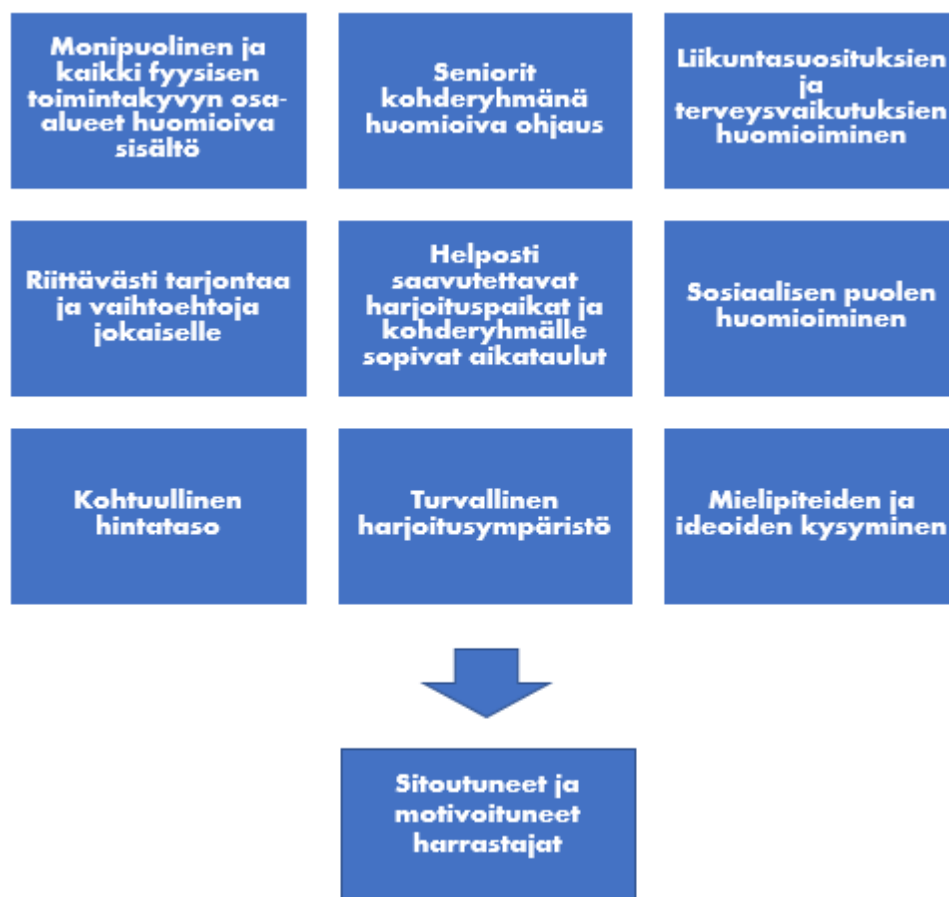 Monipuolinen ja
kaikki fyysisen
toimintakyvyn osa-
alueet huomioiva
sisältö
Seniorit
kohderyhmänä
huomioiva ohjaus
Liikuntasuosituksien
ja
terveysvaikutuksien
huomioiminen
Riittävästi tarjontaa
ja vaihtoehtoja
jokaiselle
Helposti
saavutettavat
harjoituspaikat ja
kohderyhmälle
sopivat aikataulut
Sosiaalisen puolen
huomioiminen
Kohtuullinen
hintataso
Turvallinen
harjoitusympäristö
Mielipiteiden ja
ideoiden kysyminen
Sitoutuneet ja
motivoituneet
harrastajat